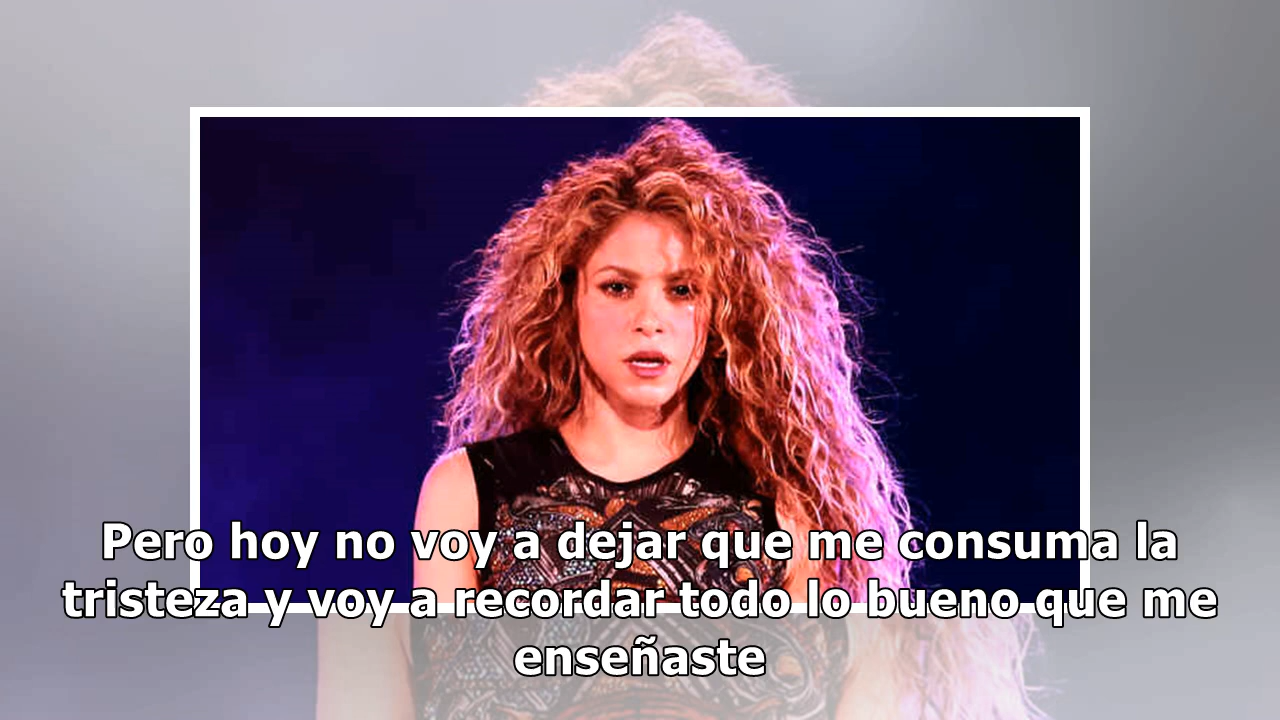 Pero hoy no voy a dejar que me consuma la
tristeza y voy a recordar todo lo bueno que me
enseñaste